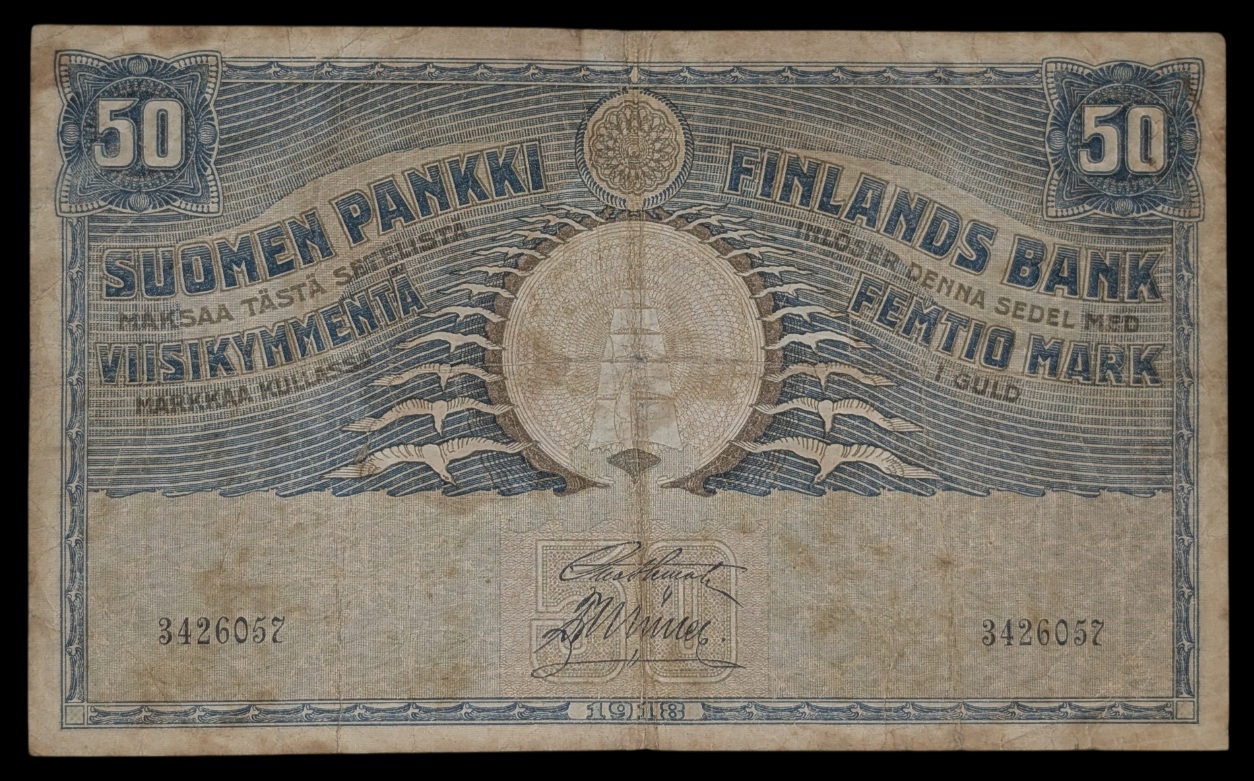 50
50
SUOMEN PANKKI
MAKSAA TÄSTÄ SETELISTÄ
VIISIKYMMENTÄ
MARKKAA KULLASSA
FINLANDS BANK
INLÖSER DENNA SEDEL MED
FEMTIO MARK
I GULD
50
3426057
3426057
1918